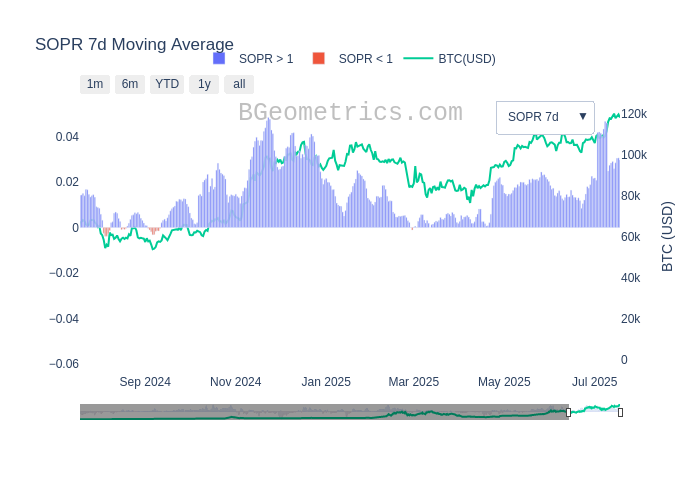 SOPR 7d Moving Average
SOPR > 1 SOPR < 1 BTC(USD)
1m 6m YTD 1y all
BGeometrics.com
SOPR 7d ▼
0.04
0.02
0
−0.02
−0.04
−0.06
120k
100k
80k
60k
40k
20k
0
BTC (USD)
Sep 2024 Nov 2024 Jan 2025 Mar 2025 May 2025 Jul 2025